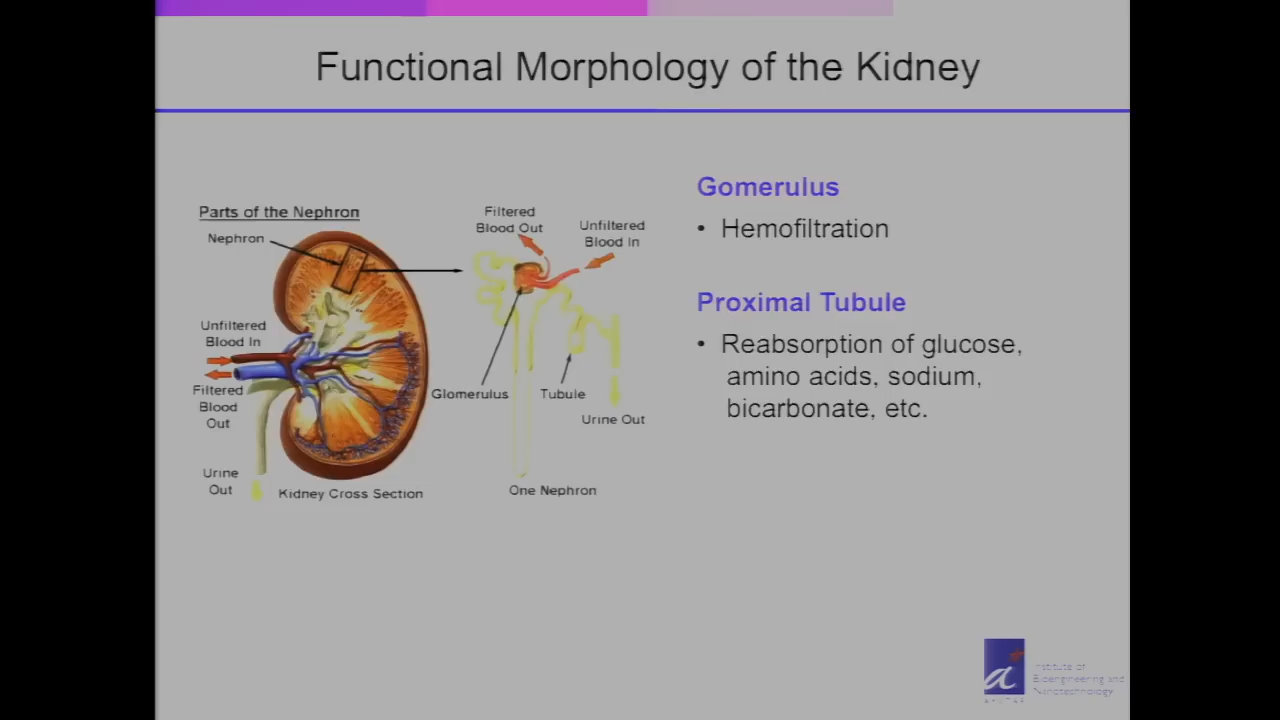 Functional Morphology of the Kidney
Parts of the Nephron
Nephron
Unfiltered
Blood In
Filtered
Blood
Out
Urine
Out
Kidney Cross Section
Filtered
Blood Out
Unfiltered
Blood In
Glomerulus
Tubule
Urine Out
One Nephron
Gomerulus
• Hemofiltration
Proximal Tubule
• Reabsorption of glucose,
amino acids, sodium,
bicarbonate, etc.
Institute of
Bioengineering and
Nanotechnology